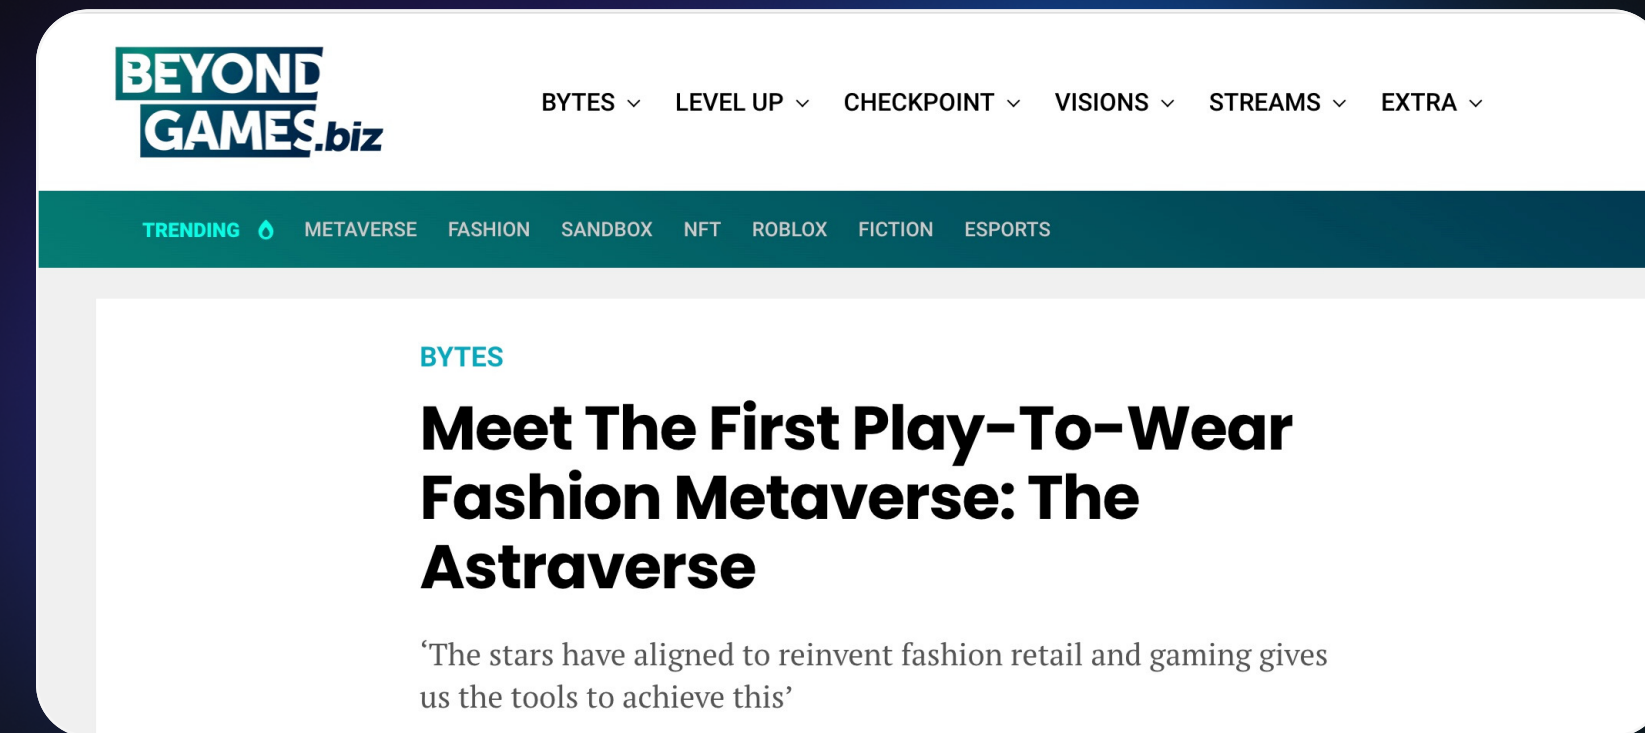 BEYOND
GAMES.biz
BYTES
LEVEL UP
CHECKPOINT
VISIONS
STREAMS
EXTRA
TRENDING
METAVERSE
FASHION
SANDBOX
NFT
ROBLOX
FICTION
ESPORTS
BYTES
Meet The First Play-To-Wear
Fashion Metaverse: The
Astraverse
‘The stars have aligned to reinvent fashion retail and gaming gives
us the tools to achieve this’